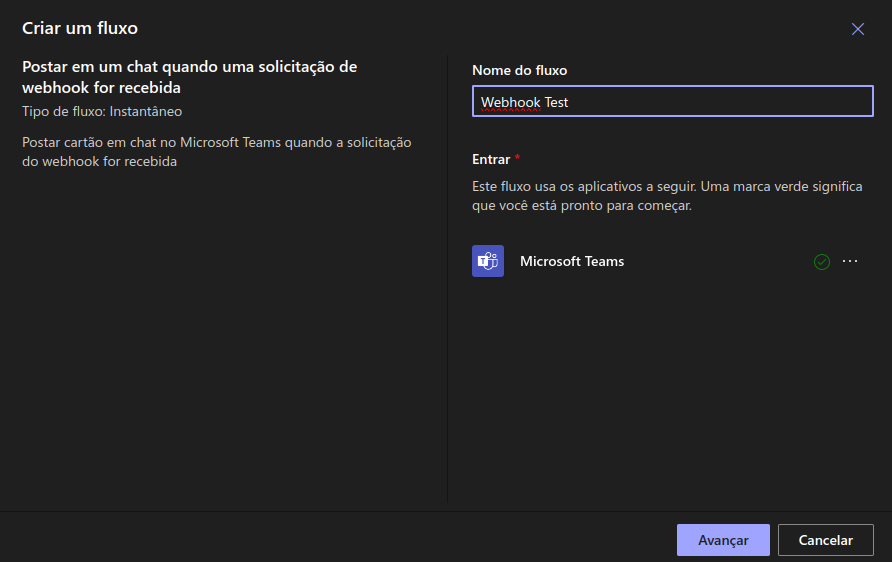 Criar um fluxo
Postar em um chat quando uma solicitação de
webhook for recebida
Tipo de fluxo: Instantâneo
Postar cartão em chat no Microsoft Teams quando a solicitação
do webhook for recebida
Nome do fluxo
Webhook Test
Entrar *
Este fluxo usa os aplicativos a seguir. Uma marca verde significa
que você está pronto para começar.
Microsoft Teams
Avançar
Cancelar